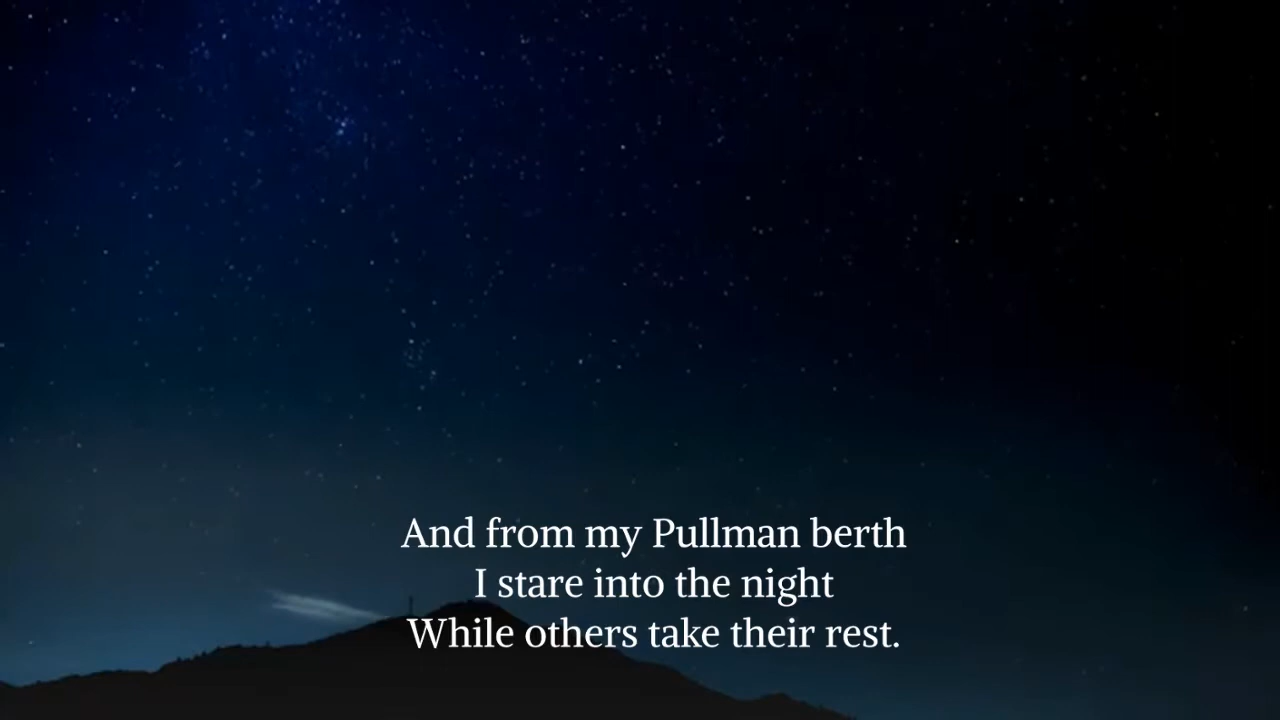 And from my Pullman berth
I stare into the night
While others take their rest.